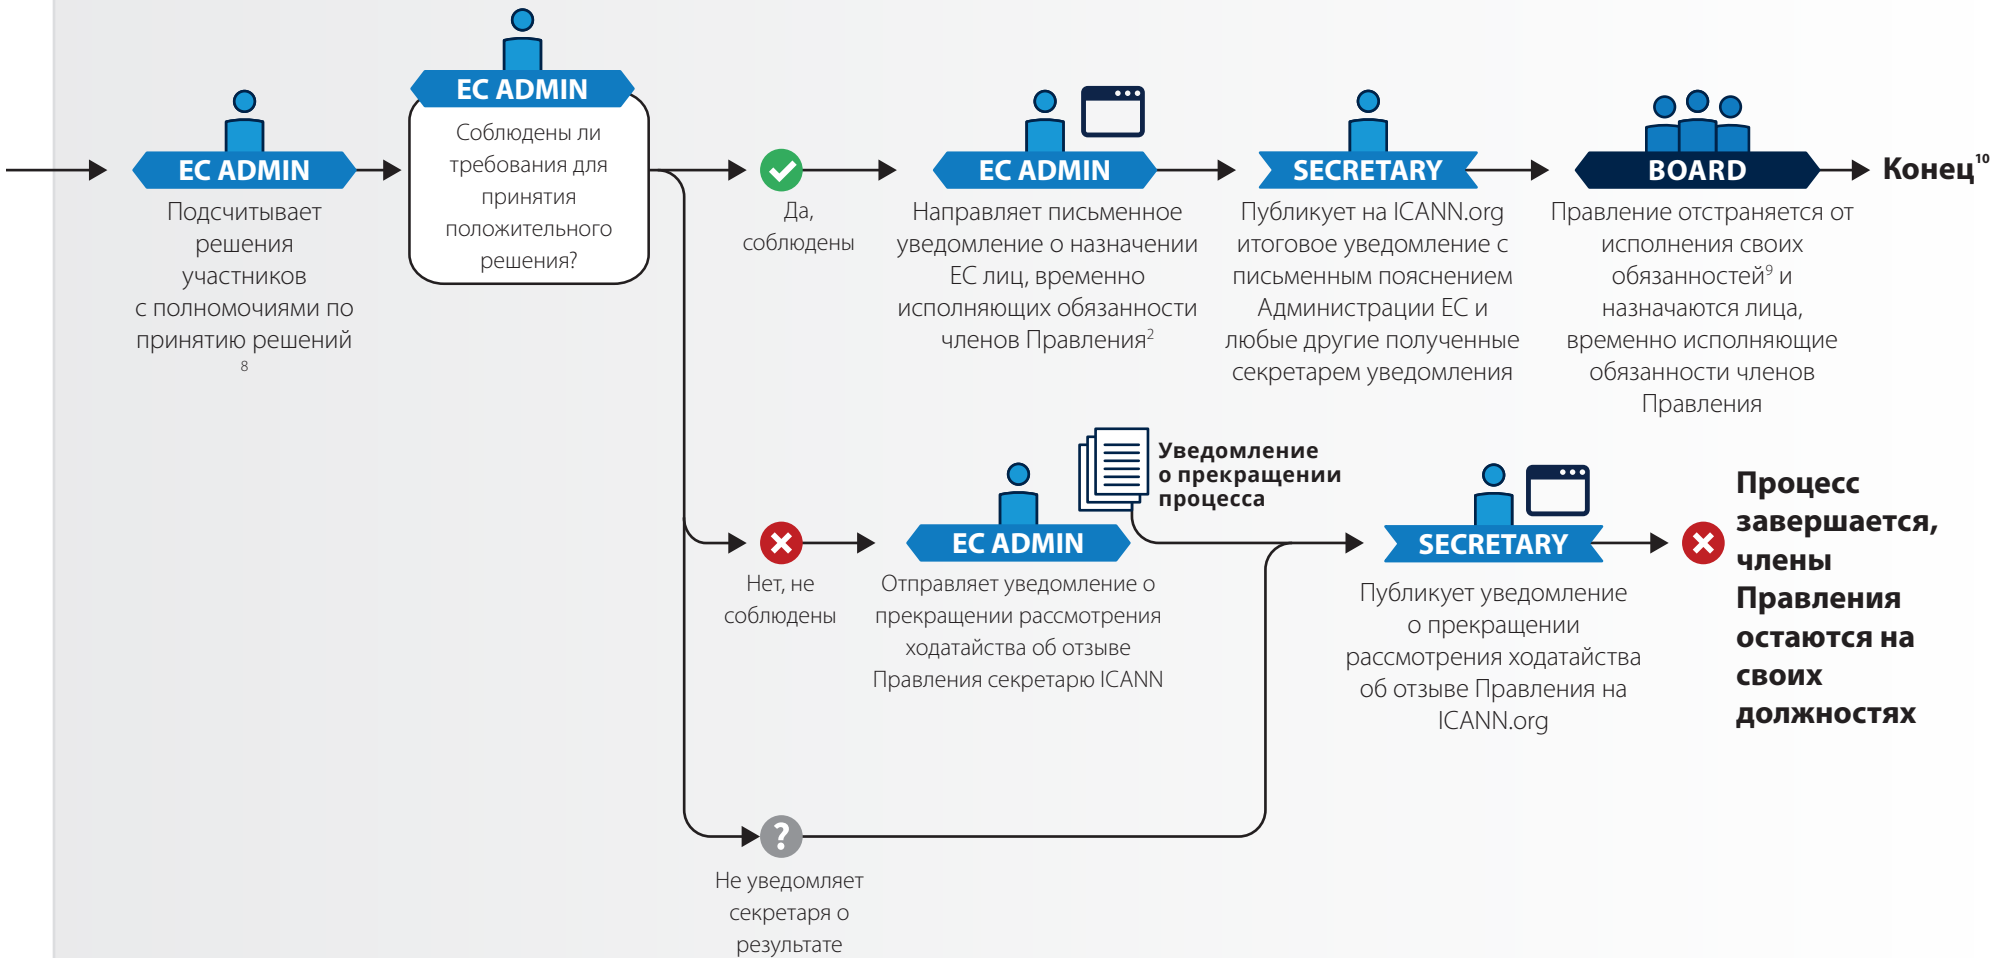 EC ADMIN
Подсчитывает
решения
участников
с полномочиями по
принятию решений
8
EC ADMIN
Соблюдены ли
требования для
принятия
положительного
решения?
Да,
соблюдены
EC ADMIN
Направляет письменное
уведомление о назначении
ЕС лиц, временно
исполняющих обязанности
членов Правления2
SECRETARY
Публикует на ICANN.org
итоговое уведомление с
письменным пояснением
Администрации ЕС и
любые другие полученные
секретарем уведомления
BOARD
Правление отстраняется от
исполнения своих
обязанностей9 и
назначаются лица,
временно исполняющие
обязанности членов
Правления
Конец10
Нет, не
соблюдены
EC ADMIN
Отправляет уведомление о
прекращении рассмотрения
ходатайства об отзыве
Правления секретарю ICANN
Уведомление
о прекращении
процесса
SECRETARY
Публикует уведомление
о прекращении
рассмотрения ходатайства
об отзыве Правления на
ICANN.org
Процесс
завершается,
члены
Правления
остаются на
своих
должностях
?
Не уведомляет
секретаря о
результате